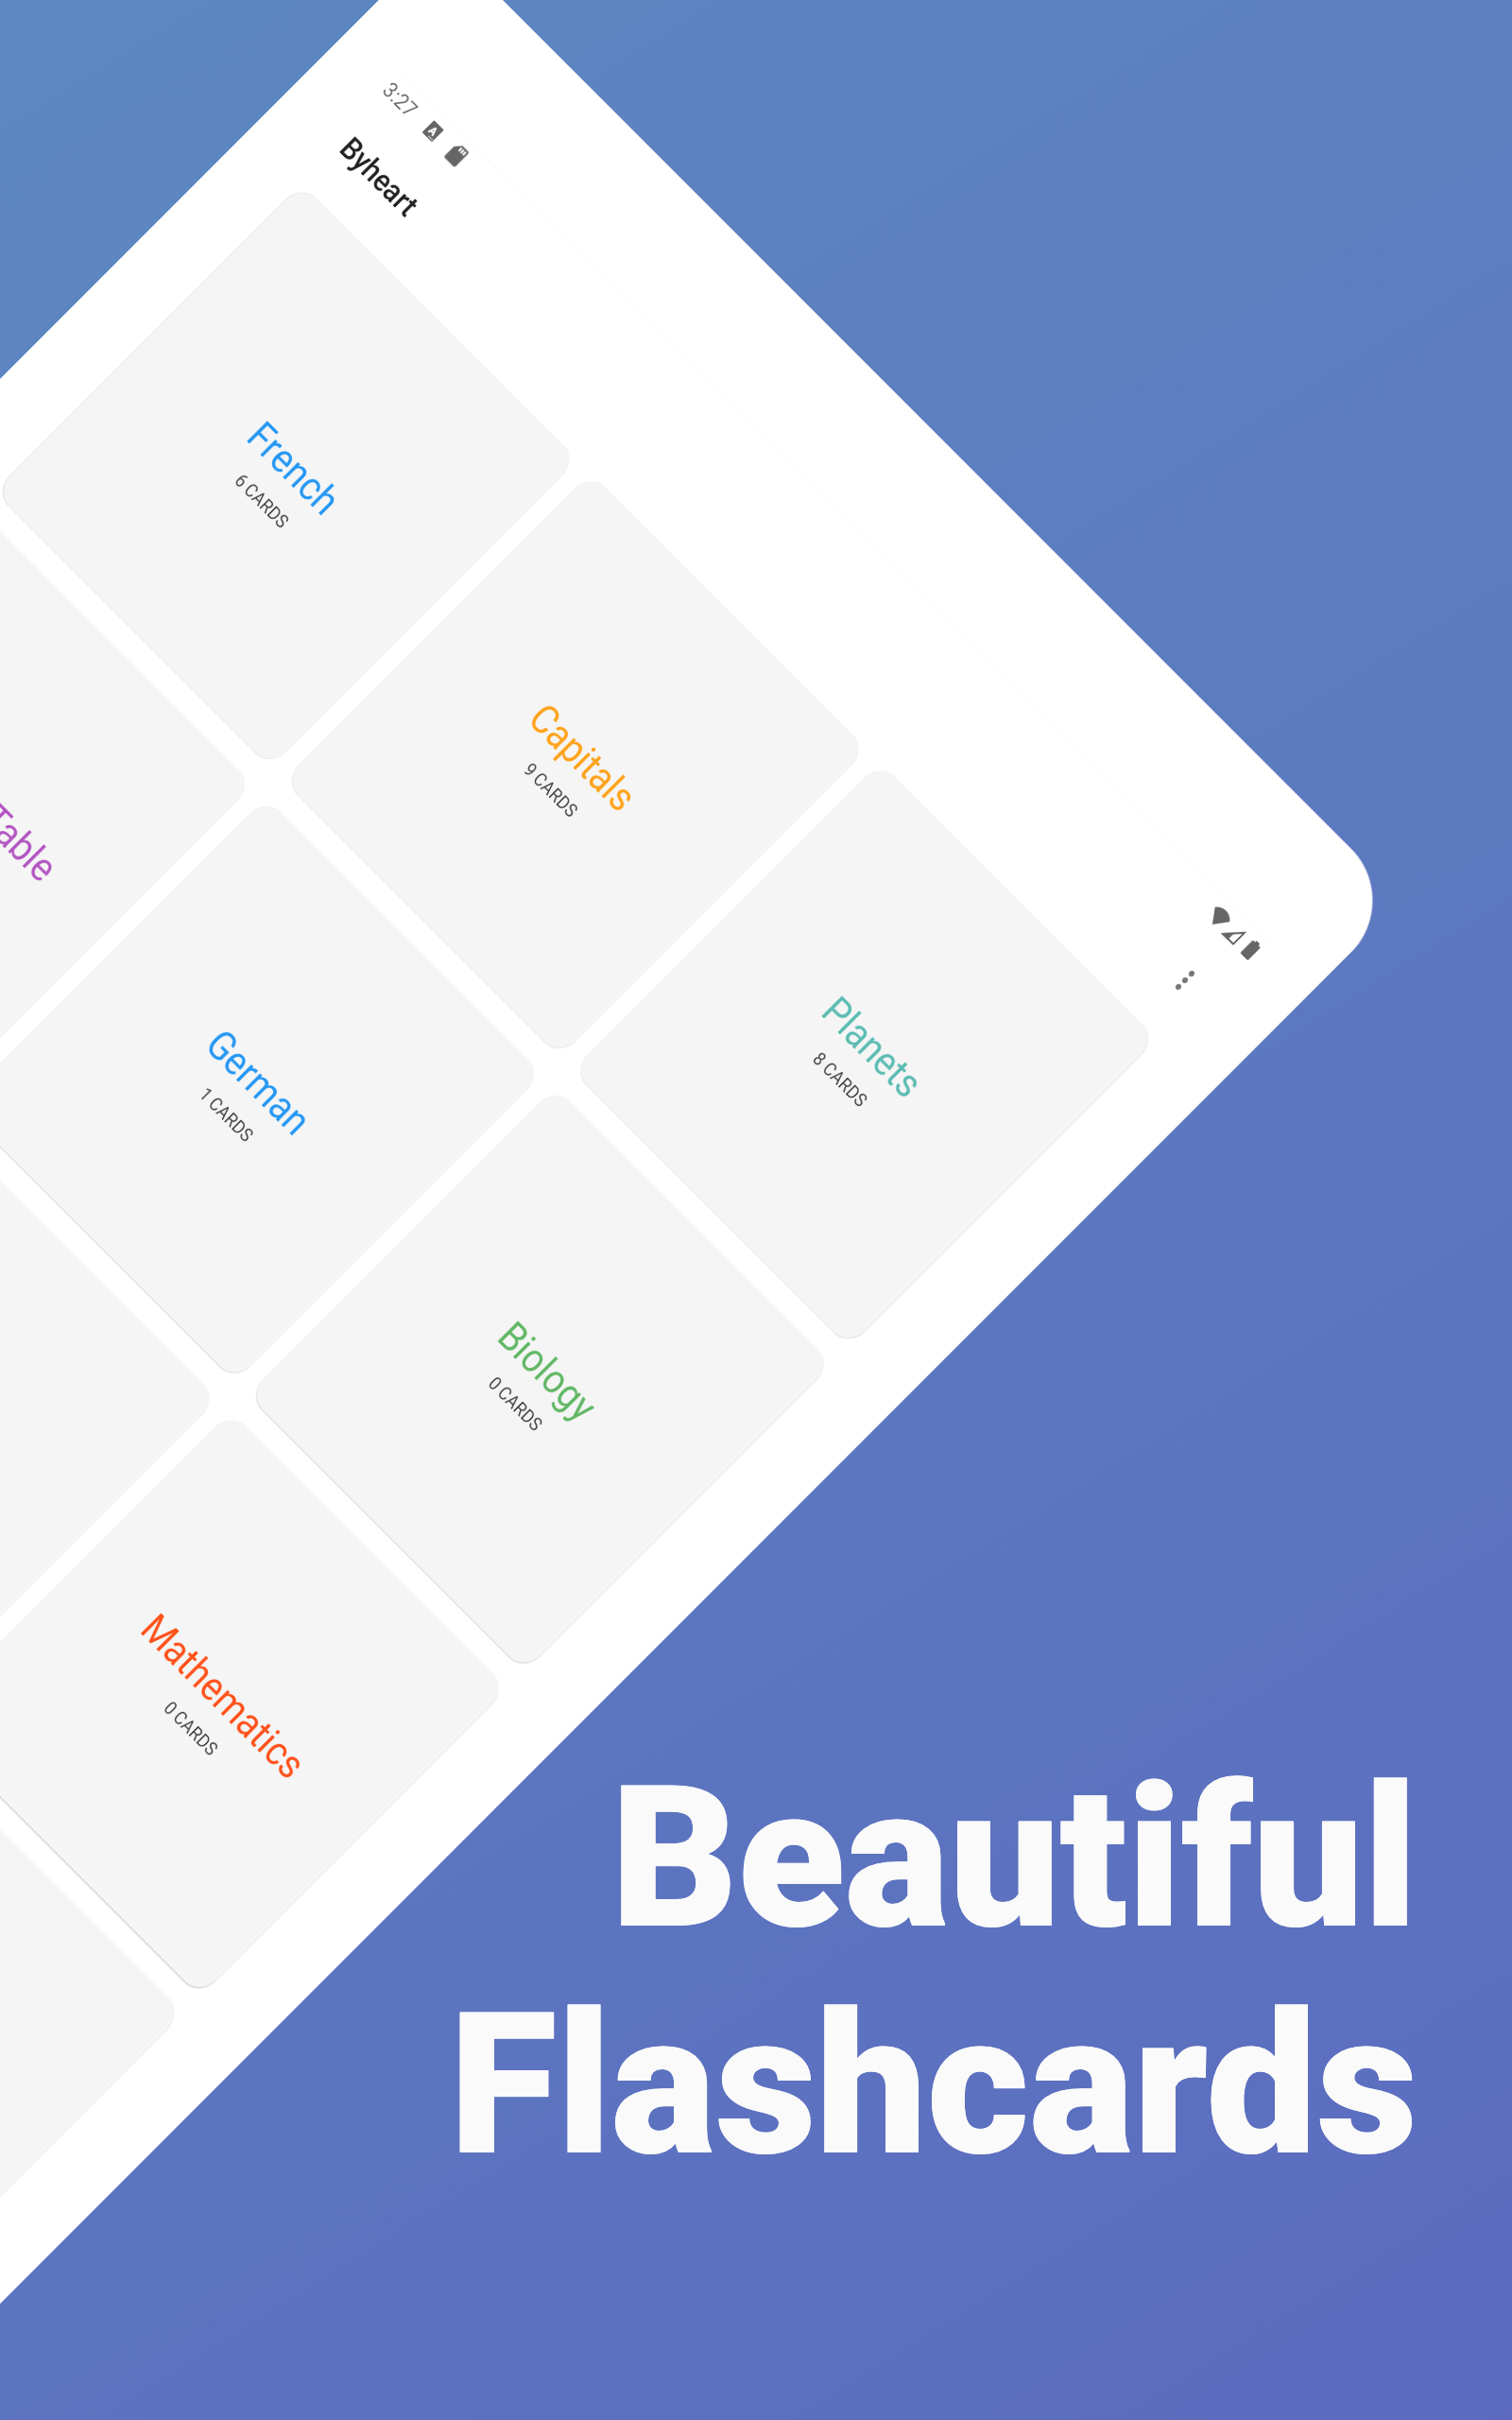 3:27
Byheart
French
6 CARDS
Capitals
9 CARDS
Planets
8 CARDS
Table
German
1 CARDS
Biology
0 CARDS
Mathematics
0 CARDS
Beautiful
Flashcards